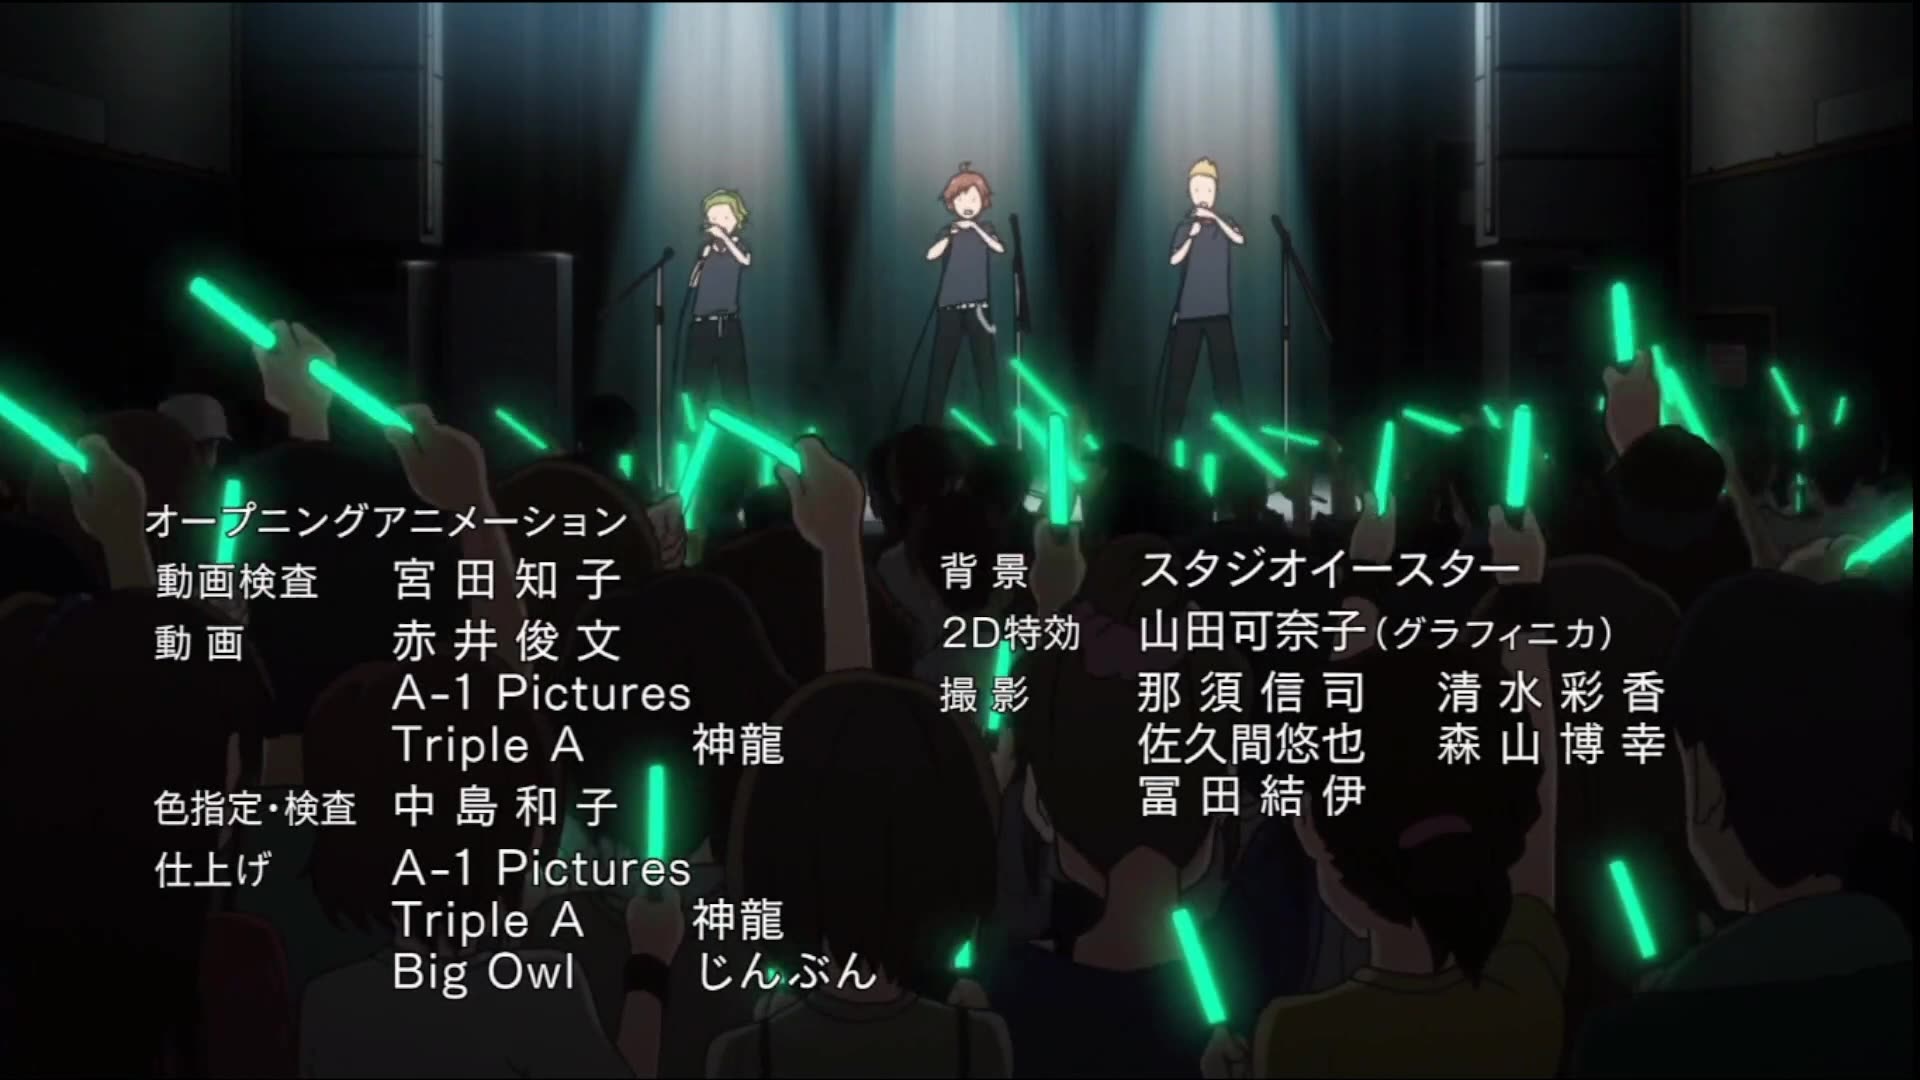 オープニングアニメーション
動画検査 宮田知子
動画 赤井俊文
A-1 Pictures
Triple A 神龍
色指定・検査 中島和子
仕上げ A-1 Pictures
Triple A 神龍
Big Owl じんぶん
背景 スタジオイースター
2D特効 山田可奈子(グラフィニカ)
撮影 那須信司 清水彩香
佐久間悠也 森山博幸
冨田結伊